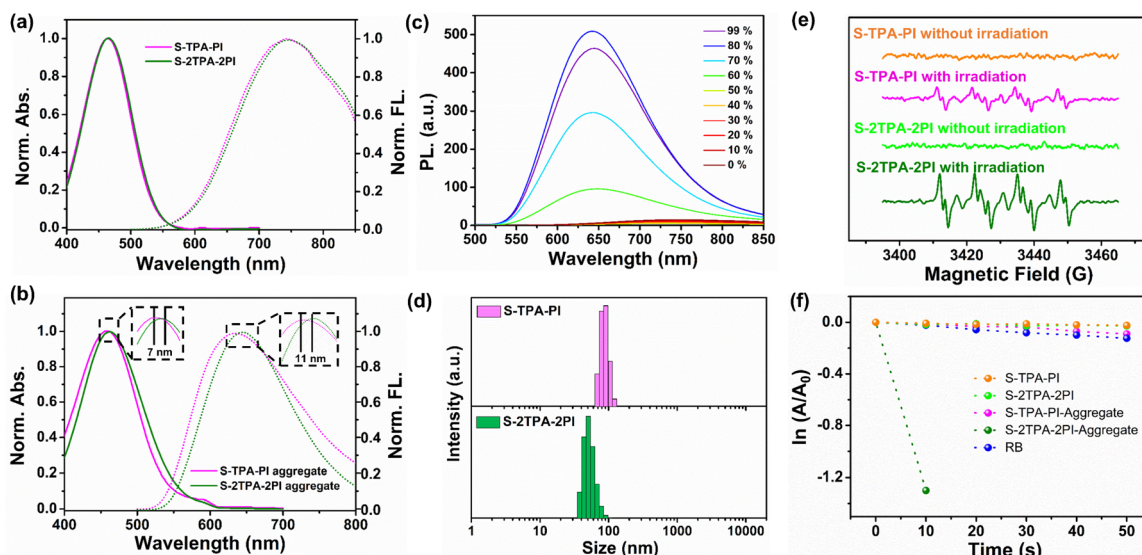 (a)
S-TPA-PI
S-2TPA-2PI
Norm. Abs.
1.0
0.8
0.6
0.4
0.2
0.0
Norm. FL.
1.0
0.8
0.6
0.4
0.2
0.0
400 500 600 700 800
Wavelength (nm)
(b)
7 nm
11 nm
S-TPA-PI aggregate
S-2TPA-2PI aggregate
Norm. Abs.
1.0
0.8
0.6
0.4
0.2
0.0
Norm. FL.
1.0
0.8
0.6
0.4
0.2
0.0
400 500 600 700 800
Wavelength (nm)
(c)
99 %
80 %
70 %
60 %
50 %
40 %
30 %
20 %
10 %
0 %
PL. (a.u.)
500
400
300
200
100
0
500 550 600 650 700 750 800 850
Wavelength (nm)
(d)
S-TPA-PI
S-2TPA-2PI
Intensity (a.u.)
1 10 100 1000 10000
Size (nm)
(e)
S-TPA-PI without irradiation
S-TPA-PI with irradiation
S-2TPA-2PI without irradiation
S-2TPA-2PI with irradiation
3400 3420 3440 3460
Magnetic Field (G)
(f)
ln (A/A0)
0.0
-0.4
-0.8
-1.2
S-TPA-PI
S-2TPA-2PI
S-TPA-PI-Aggregate
S-2TPA-2PI-Aggregate
RB
0 10 20 30 40 50
Time (s)